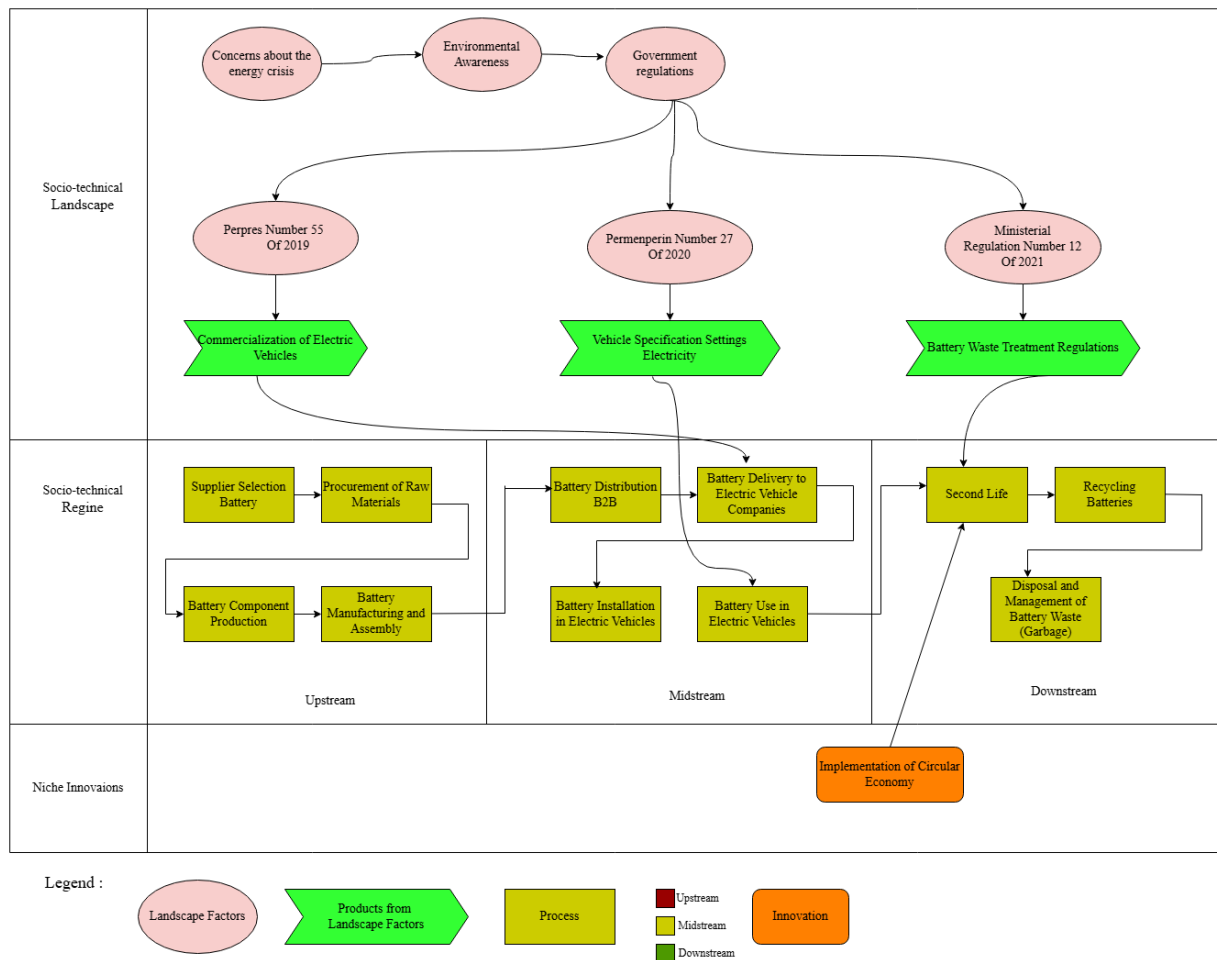 Concerns about the
energy crisis
Environmental
Awareness
Government
regulations
Socio-technical
Landscape
Perpres Number 55
Of 2019
Permenperin Number 27
Of 2020
Ministerial
Regulation Number 12
Of 2021
Commercialization of Electric
Vehicles
Vehicle Specification Settings
Electricity
Battery Waste Treatment Regulations
Socio-technical
Regine
Supplier Selection
Battery
Procurement of Raw
Materials
Battery Distribution
B2B
Battery Delivery to
Electric Vehicle
Companies
Second Life
Recycling
Batteries
Battery Component
Production
Battery
Manufacturing and
Assembly
Battery Installation
in Electric Vehicles
Battery Use in
Electric Vehicles
Disposal and
Management of
Battery Waste
(Garbage)
Upstream
Midstream
Downstream
Niche Innovaions
Implementation of Circular
Economy
Legend :
Landscape Factors
Products from
Landscape Factors
Process
Upstream
Midstream
Downstream
Innovation